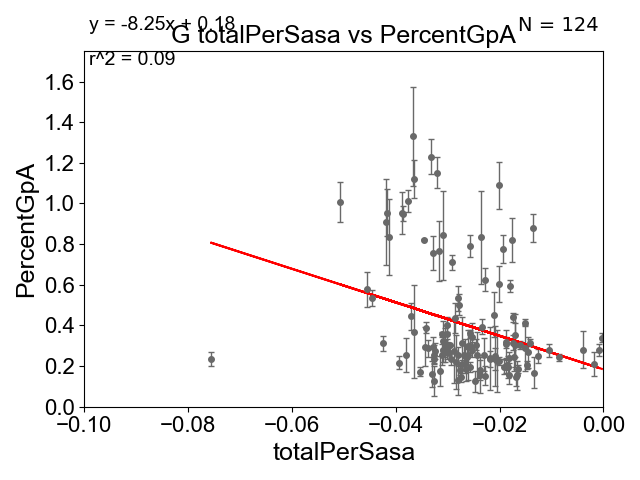 y = -8.25x + 0.18
N = 124
G totalPerSasa vs PercentGpA
r^2 = 0.09
1.6
1.4
1.2
1.0
0.8
0.6
0.4
0.2
0.0
PercentGpA
−0.10
−0.08
−0.06
−0.04
−0.02
0.00
totalPerSasa